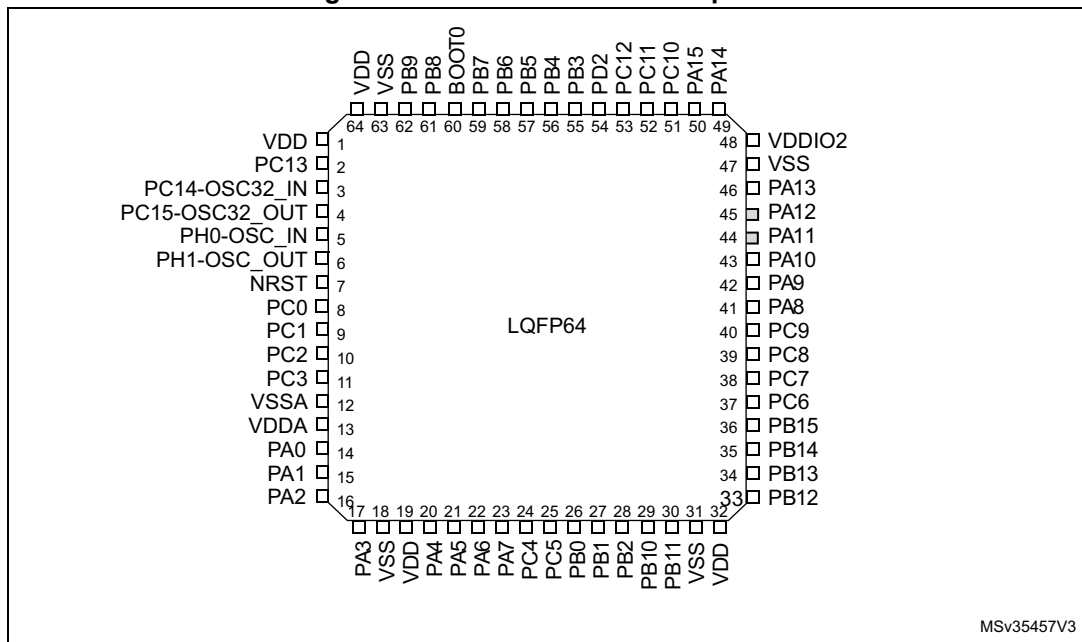 VDD
VSS
PB9
PB8
BOOT0
PB7
PB6
PB5
PB4
PB3
PD2
PC12
PC11
PC10
PA15
PA14
64 63 62 61 60 59 58 57 56 55 54 53 52 51 50 49
VDD 1
PC13 2
PC14-OSC32_IN 3
PC15-OSC32_OUT 4
PH0-OSC_IN 5
PH1-OSC_OUT 6
NRST 7
PC0 8
PC1 9
PC2 10
PC3 11
VSSA 12
VDDA 13
PA0 14
PA1 15
PA2 16
LQFP64
48 VDDIO2
47 VSS
46 PA13
45 PA12
44 PA11
43 PA10
42 PA9
41 PA8
40 PC9
39 PC8
38 PC7
37 PC6
36 PB15
35 PB14
34 PB13
33 PB12
17 18 19 20 21 22 23 24 25 26 27 28 29 30 31 32
PA3
VSS
VDD
PA4
PA5
PA6
PA7
PC4
PC5
PB0
PB1
PB2
PB10
PB11
VSS
VDD
MSv35457V3